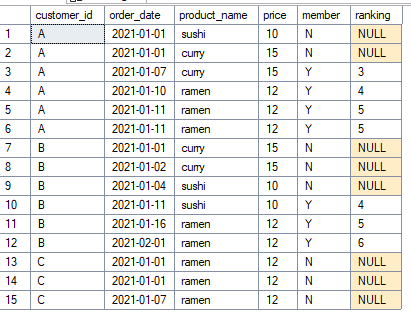 customer_id order_date product_name price member ranking
1 A 2021-01-01 sushi 10 N NULL
2 A 2021-01-01 curry 15 N NULL
3 A 2021-01-07 curry 15 Y 3
4 A 2021-01-10 ramen 12 Y 4
5 A 2021-01-11 ramen 12 Y 5
6 A 2021-01-11 ramen 12 Y 5
7 B 2021-01-01 curry 15 N NULL
8 B 2021-01-02 curry 15 N NULL
9 B 2021-01-04 sushi 10 N NULL
10 B 2021-01-11 sushi 10 Y 4
11 B 2021-01-16 ramen 12 Y 5
12 B 2021-02-01 ramen 12 Y 6
13 C 2021-01-01 ramen 12 N NULL
14 C 2021-01-01 ramen 12 N NULL
15 C 2021-01-07 ramen 12 N NULL